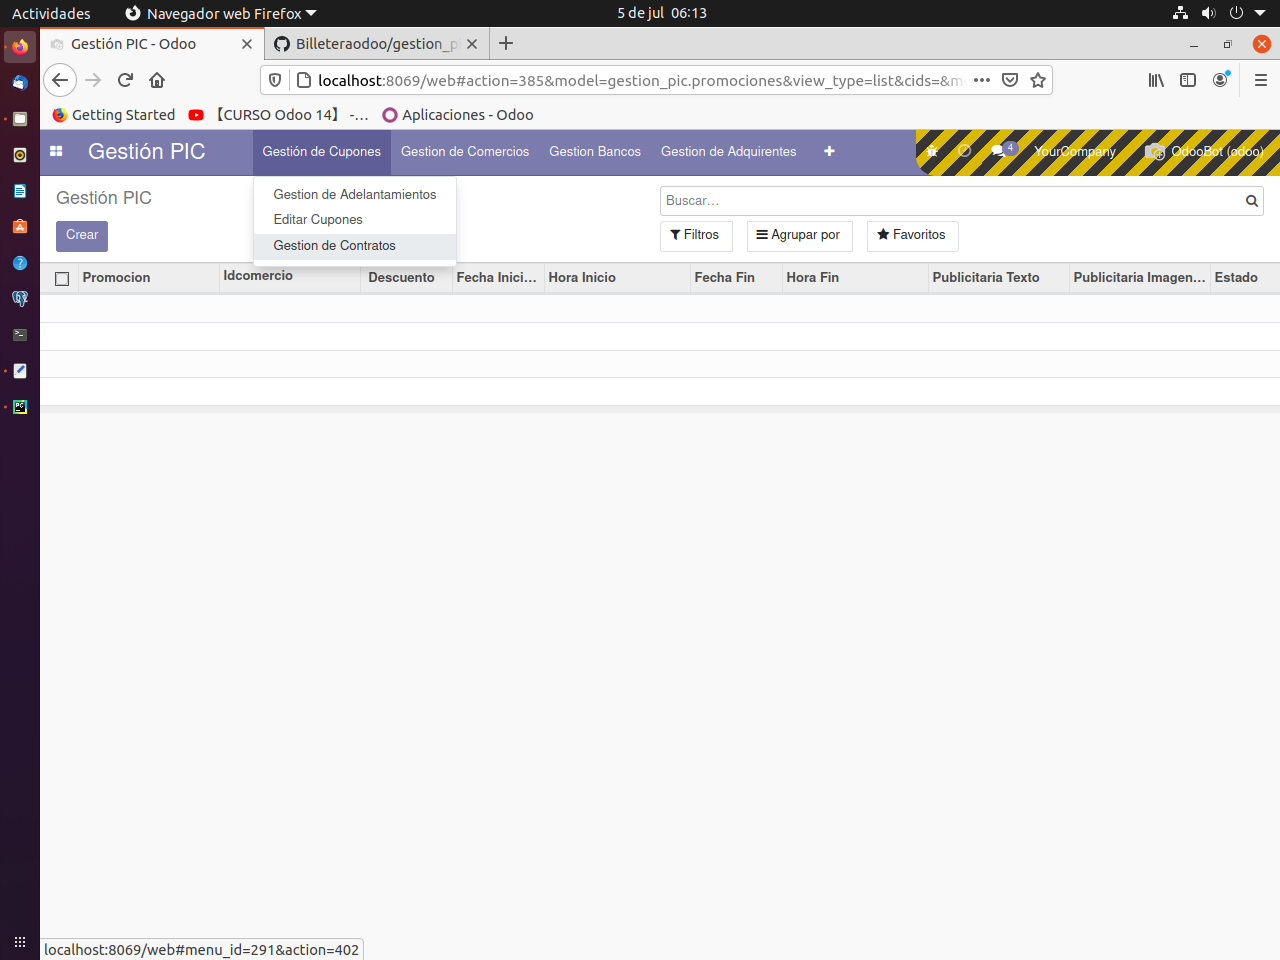 Actividades
Navegador web Firefox
5 de jul 06:13
Gestión PIC - Odoo
Billeteraodoo/gestion_p
localhost:8069/web#action=385&model=gestion_pic.promociones&view_type=list&cids=&m
Getting Started
【CURSO Odoo 14】 -…
Aplicaciones - Odoo
Gestión PIC
Gestión de Cupones
Gestion de Comercios
Gestion Bancos
Gestion de Adquirentes
4
YourCompany
OdooBot (odoo)
Gestion de Adelantamientos
Editar Cupones
Gestion de Contratos
Gestión PIC
Buscar...
Crear
Filtros
Agrupar por
Favoritos
Promocion
Idcomercio
Descuento
Fecha Inici...
Hora Inicio
Fecha Fin
Hora Fin
Publicitaria Texto
Publicitaria Imagen...
Estado
localhost:8069/web#menu_id=291&action=402